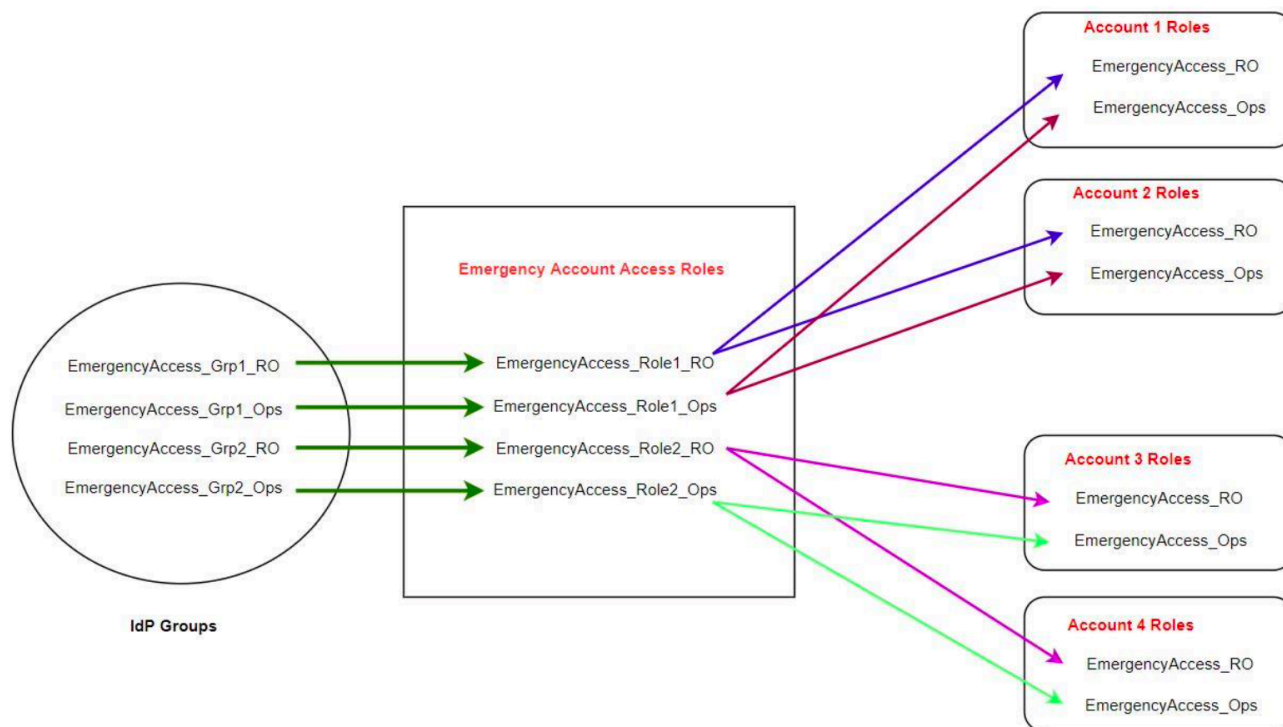 Account 1 Roles
EmergencyAccess_RO
EmergencyAccess_Ops
Account 2 Roles
EmergencyAccess_RO
EmergencyAccess_Ops
Emergency Account Access Roles
EmergencyAccess_Grp1_RO
EmergencyAccess_Grp1_Ops
EmergencyAccess_Grp2_RO
EmergencyAccess_Grp2_Ops
IdP Groups
EmergencyAccess_Role1_RO
EmergencyAccess_Role1_Ops
EmergencyAccess_Role2_RO
EmergencyAccess_Role2_Ops
Account 3 Roles
EmergencyAccess_RO
EmergencyAccess_Ops
Account 4 Roles
EmergencyAccess_RO
EmergencyAccess_Ops